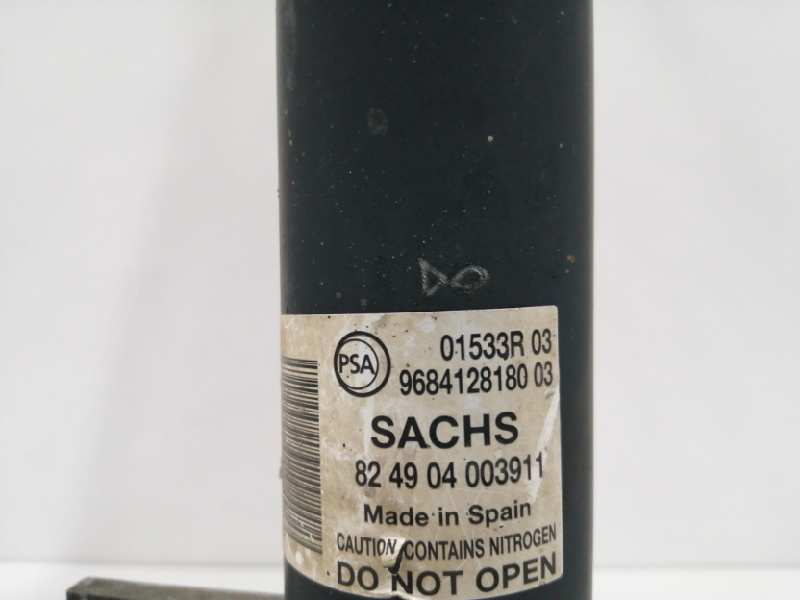 PSA
01533R 03
9684128180 03
SACHS
82 49 04 003911
Made in Spain
CAUTION CONTAINS NITROGEN
DO NOT OPEN